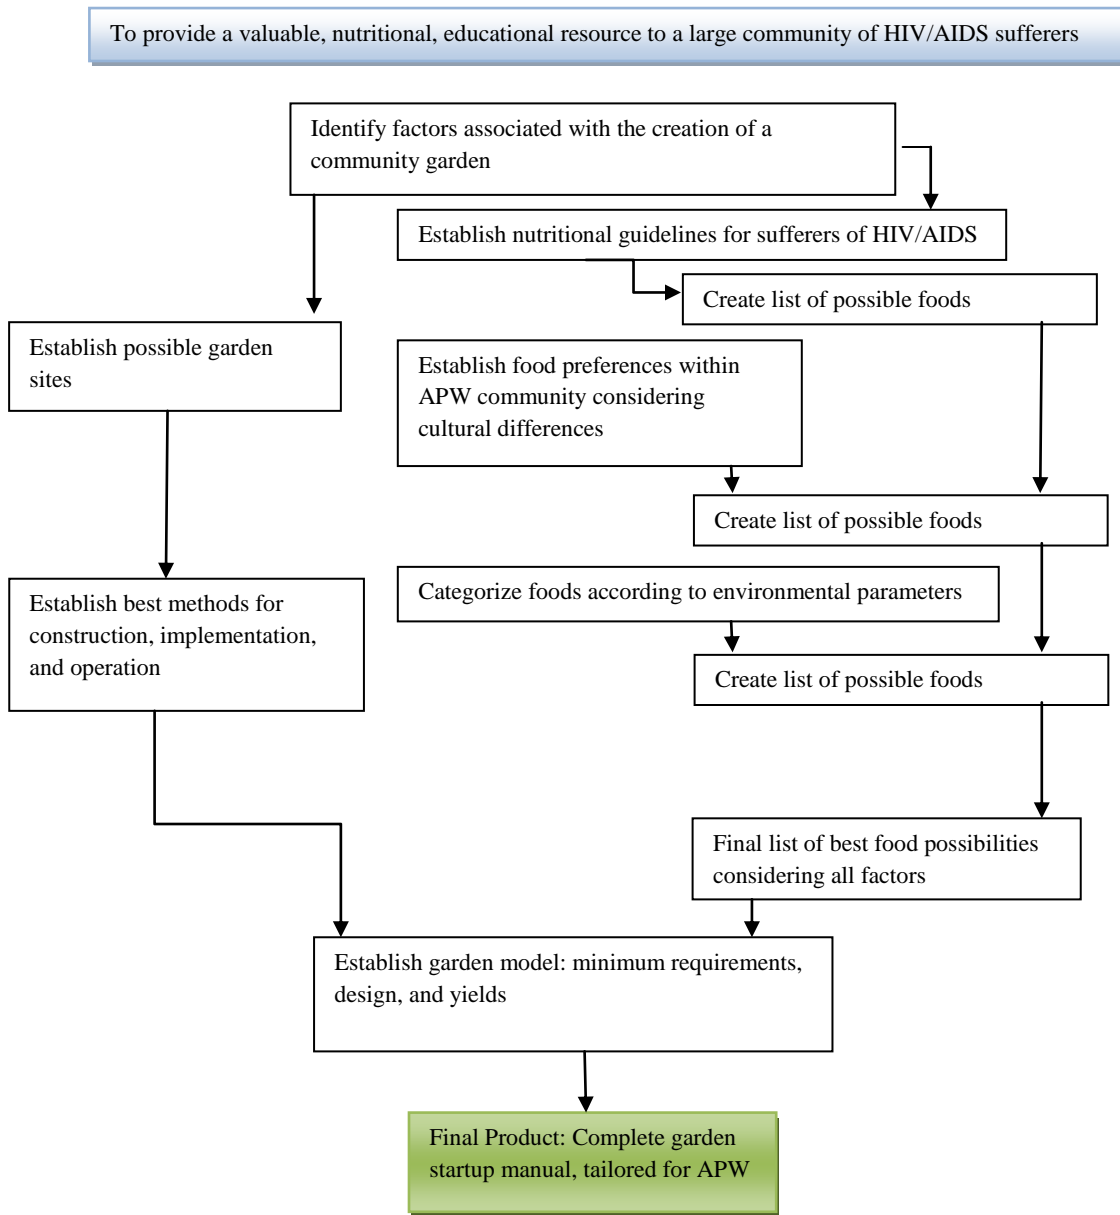 To provide a valuable, nutritional, educational resource to a large community of HIV/AIDS sufferers
Identify factors associated with the creation of a
community garden
Establish nutritional guidelines for sufferers of HIV/AIDS
Create list of possible foods
Establish possible garden
sites
Establish food preferences within
APW community considering
cultural differences
Create list of possible foods
Establish best methods for
construction, implementation,
and operation
Categorize foods according to environmental parameters
Create list of possible foods
Final list of best food possibilities
considering all factors
Establish garden model: minimum requirements,
design, and yields
Final Product: Complete garden
startup manual, tailored for APW